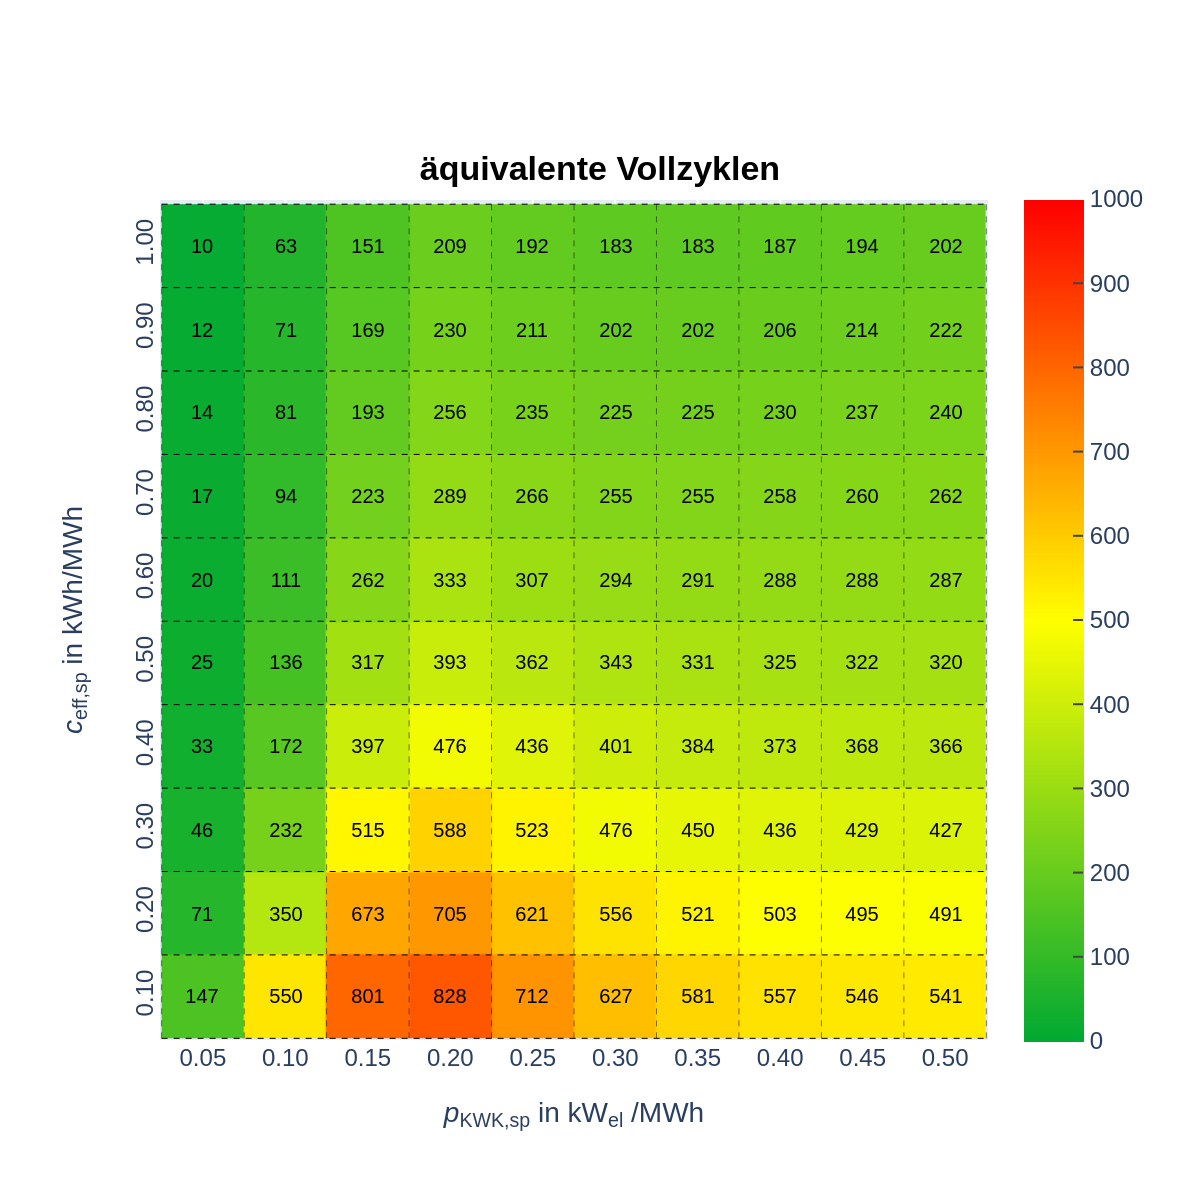 äquivalente Vollzyklen
1.00 10 63 151 209 192 183 183 187 194 202
0.90 12 71 169 230 211 202 202 206 214 222
0.80 14 81 193 256 235 225 225 230 237 240
0.70 17 94 223 289 266 255 255 258 260 262
0.60 20 111 262 333 307 294 291 288 288 287
0.50 25 136 317 393 362 343 331 325 322 320
0.40 33 172 397 476 436 401 384 373 368 366
0.30 46 232 515 588 523 476 450 436 429 427
0.20 71 350 673 705 621 556 521 503 495 491
0.10 147 550 801 828 712 627 581 557 546 541
0.05 0.10 0.15 0.20 0.25 0.30 0.35 0.40 0.45 0.50
pKWK,sp in kWel /MWh
ceff,sp in kWh/MWh
1000
900
800
700
600
500
400
300
200
100
0